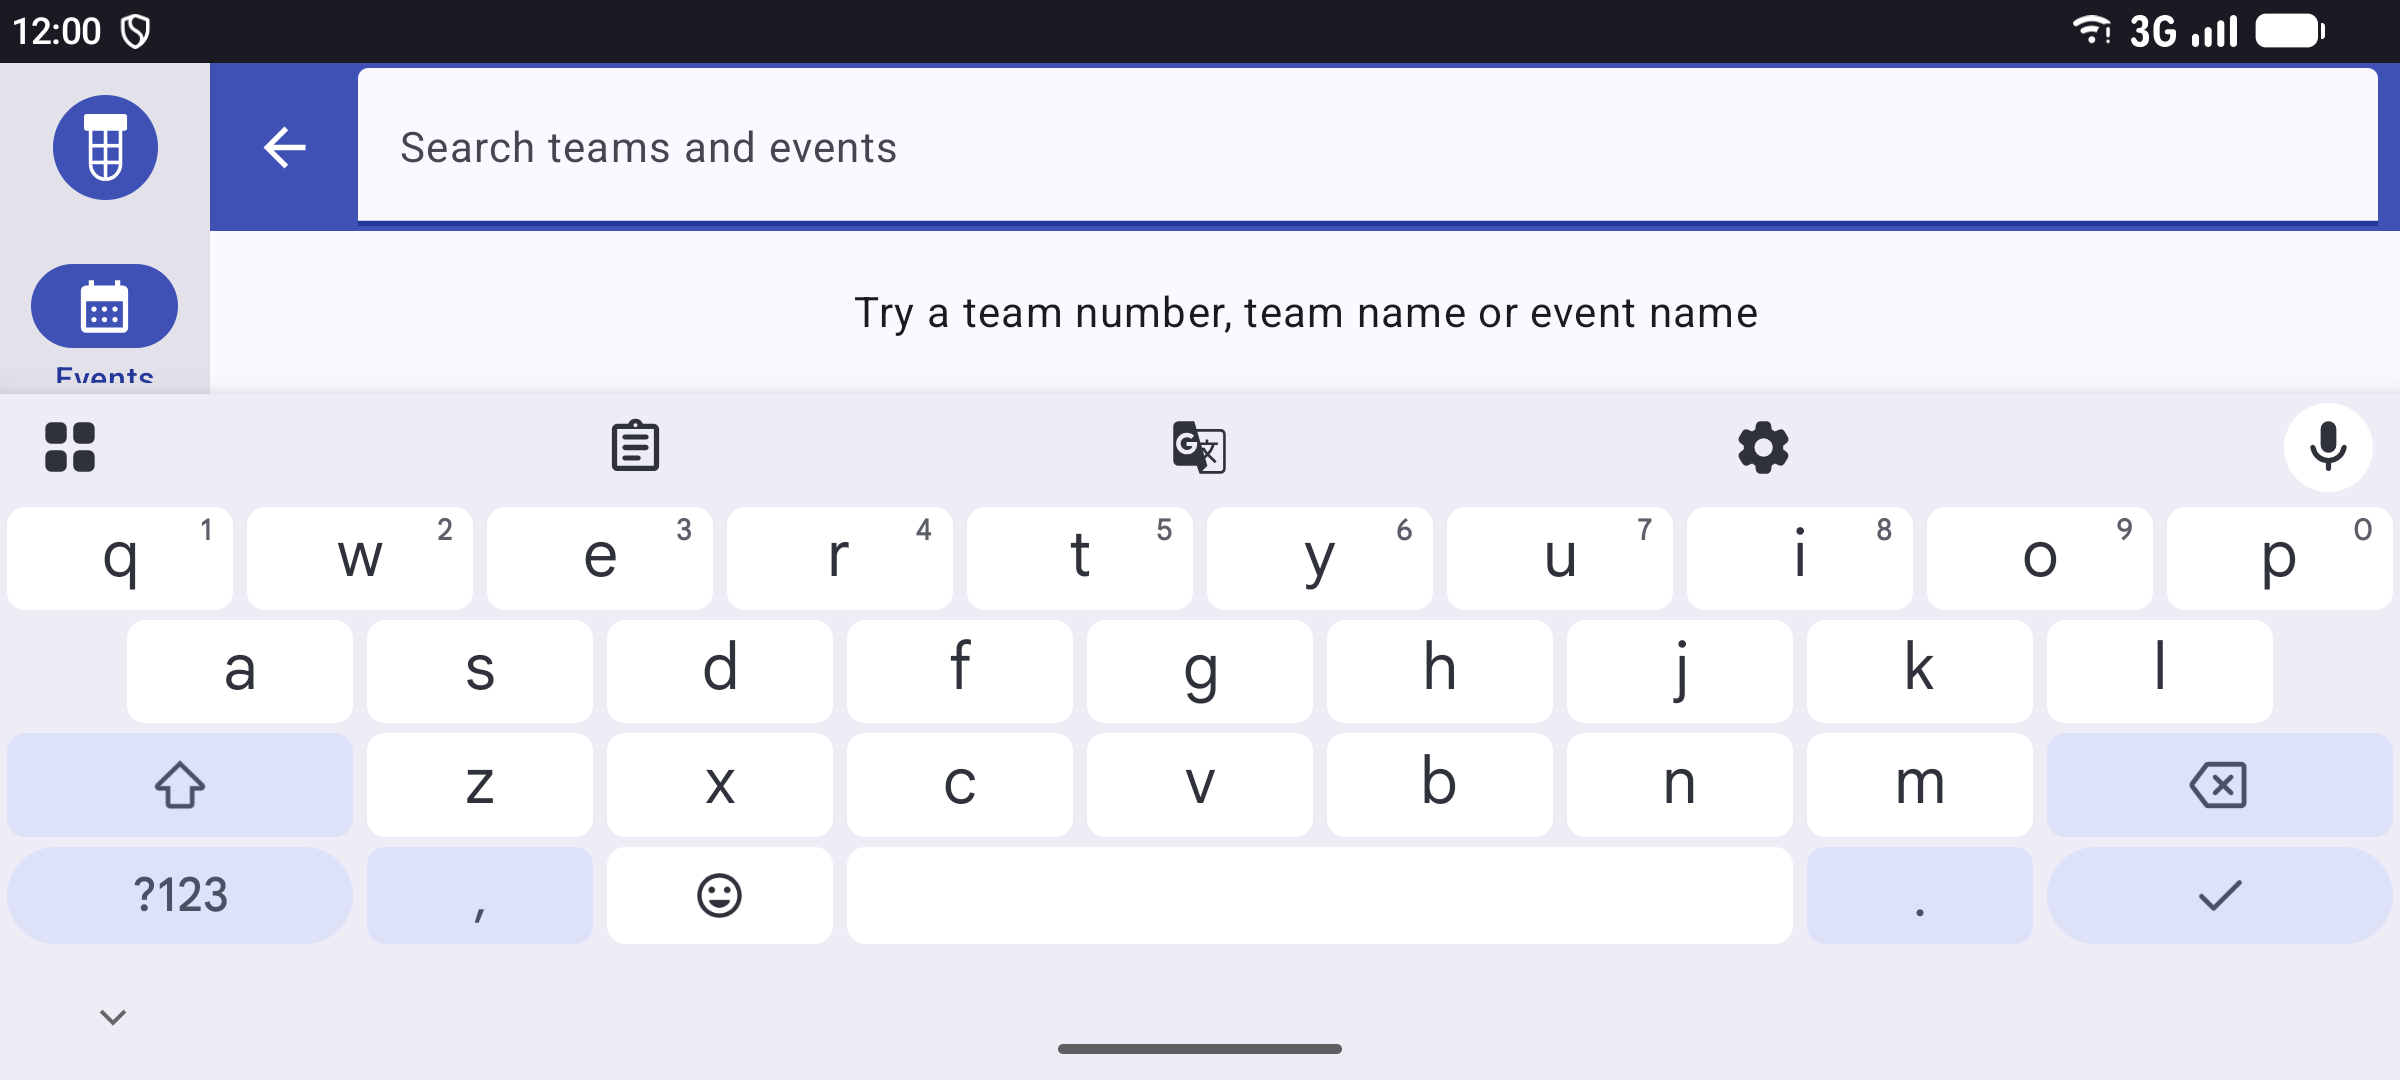 12:00
3G
Search teams and events
Try a team number, team name or event name
Events
q 1 w 2 e 3 r 4 t 5 y 6 u 7 i 8 o 9 p 0
a s d f g h j k l
z x c v b n m
?123 , .